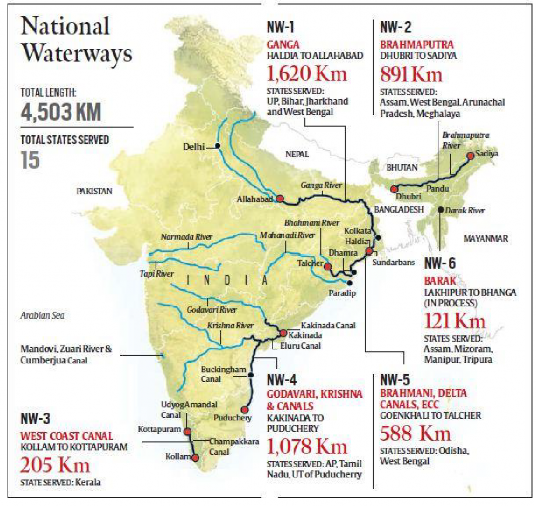 National
Waterways
TOTAL LENGTH:
4,503 KM
TOTAL STATES SERVED
15
NW-1
GANGA
HALDIA TO ALLAHABAD
1,620 Km
STATES SERVED:
UP, Bihar, Jharkhand
and West Bengal
NW-2
BRAHMAPUTRA
DHUBRI TO SADIYA
891 Km
STATES SERVED:
Assam, West Bengal, Arunachal
Pradesh, Meghalaya
Brahmaputra
River
Sadiya
Delhi
NEPAL
BHUTAN
PAKISTAN
Ganga River
Pandu
Dhubri
Allahabad
BANGLADESH
Barak River
Bhahmani River
Kolkata
Narmada River
Mahanadi River
Haldia
MAYANMAR
Dhamra
Talcher
Sundarbans
Tapi River
INDIA
Paradip
NW-6
BARAK
LAKHIPUR TO BHANGA
(IN PROCESS)
121 Km
STATES SERVED:
Assam, Mizoram,
Manipur, Tripura
Arabian Sea
Godavari River
Krishna River
Kakinada Canal
Kakinada
Eluru Canal
Mandovi, Zuari River &
Cumberjua Canal
Buckingham
Canal
NW-4
GODAVARI, KRISHNA
& CANALS
KAKINADA TO
PUDUCHERY
1,078 Km
STATES SERVED: AP, Tamil
Nadu, UT of Puducherry
NW-5
BRAHMANI, DELTA
CANALS, ECC
GOENKHALI TO TALCHER
588 Km
STATES SERVED: Odisha,
West Bengal
Udyog Amandal
Canal
Puduchery
NW-3
WEST COAST CANAL
KOLLAM TO KOTTAPURAM
205 Km
STATE SERVED: Kerala
Kottapuram
Champakkara
Canal
Kollam